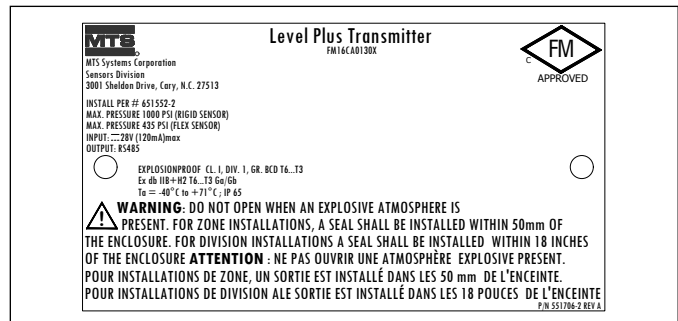 MTS
Level Plus Transmitter
FM16CA0130X
FM
C
APPROVED
MTS Systems Corporation
Sensors Division
3001 Sheldon Drive, Cary, N.C. 27513
INSTALL PER # 651552-2
MAX. PRESSURE 1000 PSI (RIGID SENSOR)
MAX. PRESSURE 435 PSI (FLEX SENSOR)
INPUT: ⎓28V (120mA)max
OUTPUT: RS485
EXPLOSIONPROOF CL. I, DIV. 1, GR. BCD T6...T3
Ex db IIB+H2 T6...T3 Ga/Gb
Ta = -40°C to +71°C ; IP 65
WARNING: DO NOT OPEN WHEN AN EXPLOSIVE ATMOSPHERE IS
PRESENT. FOR ZONE INSTALLATIONS, A SEAL SHALL BE INSTALLED WITHIN 50mm OF
THE ENCLOSURE. FOR DIVISION INSTALLATIONS A SEAL SHALL BE INSTALLED WITHIN 18 INCHES
OF THE ENCLOSURE ATTENTION : NE PAS OUVRIR UNE ATMOSPHÈRE EXPLOSIVE PRESENT.
POUR INSTALLATIONS DE ZONE, UN SORTIE EST INSTALLÉ DANS LES 50 mm DE L'ENCEINTE.
POUR INSTALLATIONS DE DIVISION ALE SORTIE EST INSTALLÉ DANS LES 18 POUCES DE L'ENCEINTE
P/N 551706-2 REV A